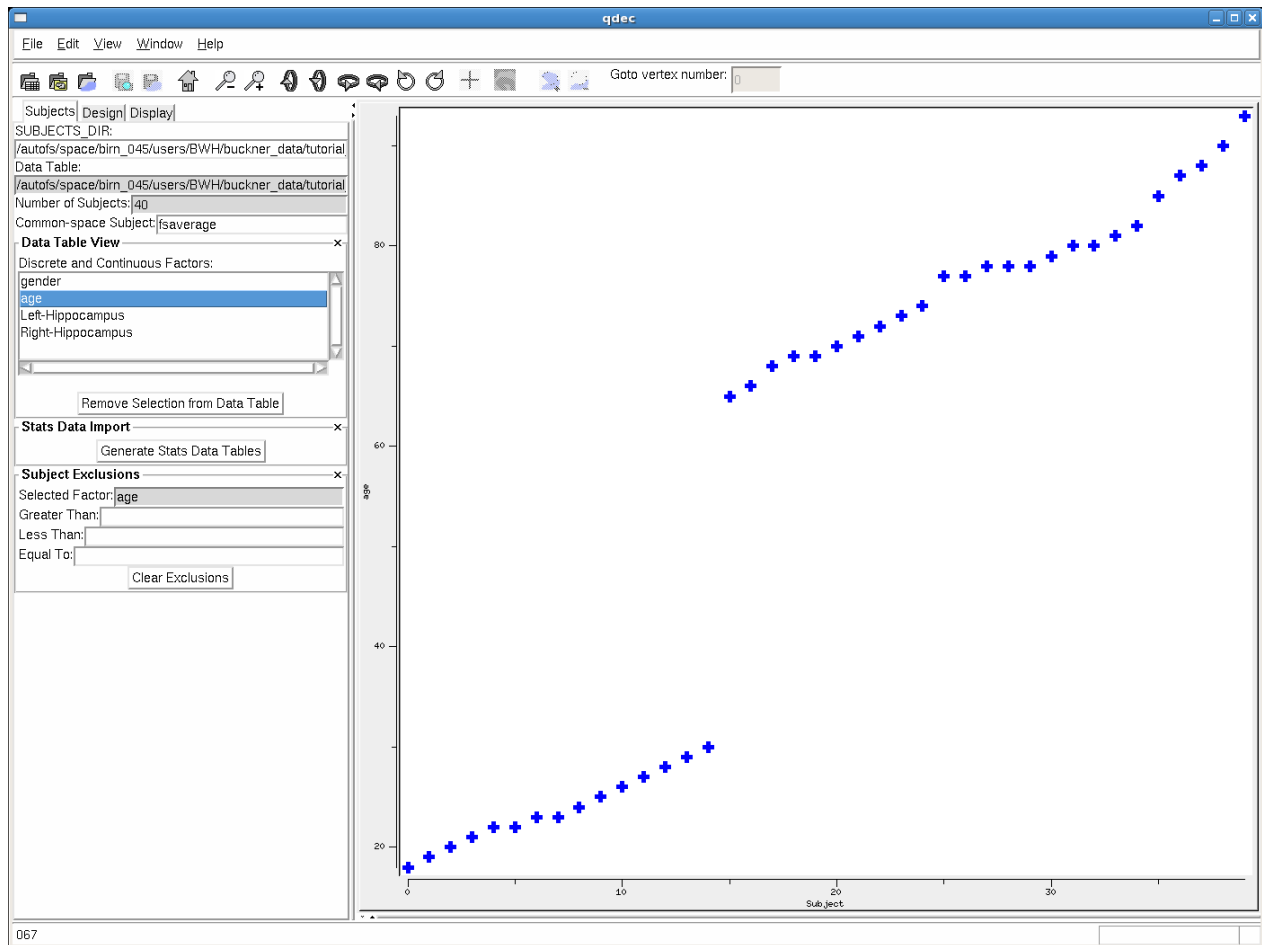 qdec
File Edit View Window Help
Goto vertex number: 0
Subjects Design Display
SUBJECTS_DIR:
/autofs/space/birn_045/users/BWH/buckner_data/tutorial_
Data Table:
/autofs/space/birn_045/users/BWH/buckner_data/tutorial_
Number of Subjects: 40
Common-space Subject: fsaverage
Data Table View x
Discrete and Continuous Factors:
gender
age
Left-Hippocampus
Right-Hippocampus
Remove Selection from Data Table
Stats Data Import x
Generate Stats Data Tables
Subject Exclusions x
Selected Factor: age
Greater Than:
Less Than:
Equal To:
Clear Exclusions
80
60
age
40
20
0 10 20 30
Subject
067